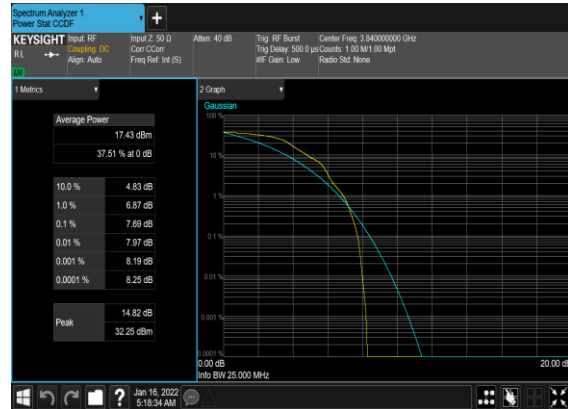 Spectrum Analyzer 1
Power Stat CCDF
KEYSIGHT
R L
Input: RF
Coupling: DC
Align: Auto
Input Z: 50 Ω
Corr CCorr
Freq Ref: Int (S)
Atten: 40 dB
Trig: RF Burst
Trig Delay: 500.0 µs
#IF Gain: Low
Center Freq: 3.840000000 GHz
Counts: 1.00 M/1.00 Mpt
Radio Std: None
1 Metrics
Average Power
17.43 dBm
37.51 % at 0 dB
10.0 % 4.83 dB
1.0 % 6.87 dB
0.1 % 7.69 dB
0.01 % 7.97 dB
0.001 % 8.19 dB
0.0001 % 8.25 dB
Peak
14.82 dB
32.25 dBm
2 Graph
Gaussian
100 %
10 %
1 %
0.1 %
0.01 %
0.001 %
0.0001 %
0.00 dB
20.00 dB
Info BW 25.000 MHz
Jan 16, 2022
5:18:34 AM